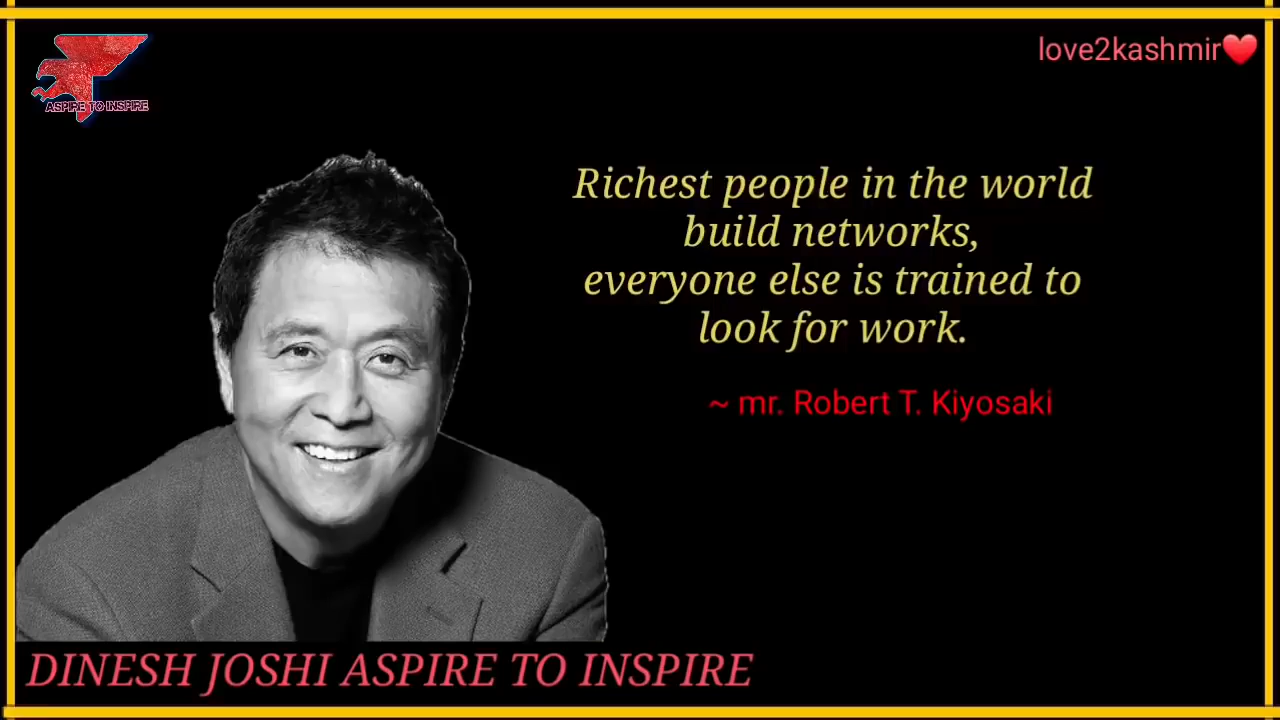 ASPIRE TO INSPIRE
love2kashmir❤️
Richest people in the world
build networks,
everyone else is trained to
look for work.
~ mr. Robert T. Kiyosaki
DINESH JOSHI ASPIRE TO INSPIRE